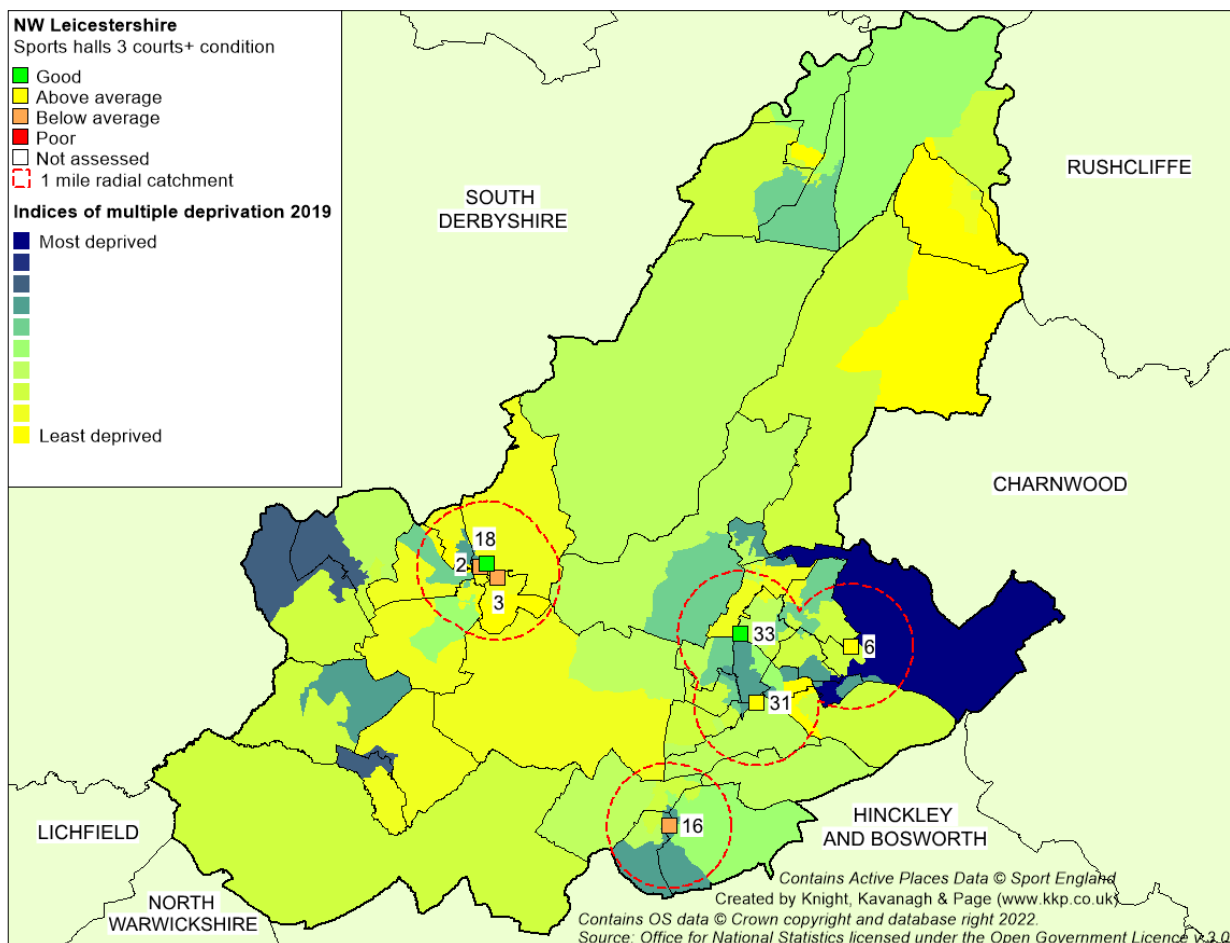 NW Leicestershire
Sports halls 3 courts+ condition
Good
Above average
Below average
Poor
Not assessed
1 mile radial catchment
Indices of multiple deprivation 2019
Most deprived
Least deprived
SOUTH
DERBYSHIRE
RUSHCLIFFE
CHARNWOOD
18
2
3
33
6
31
16
LICHFIELD
HINCKLEY
AND BOSWORTH
NORTH
WARWICKSHIRE
Contains Active Places Data © Sport England
Created by Knight, Kavanagh & Page (www.kkp.co.uk)
Contains OS data © Crown copyright and database right 2022.
Source: Office for National Statistics licensed under the Open Government Licence v.3.0